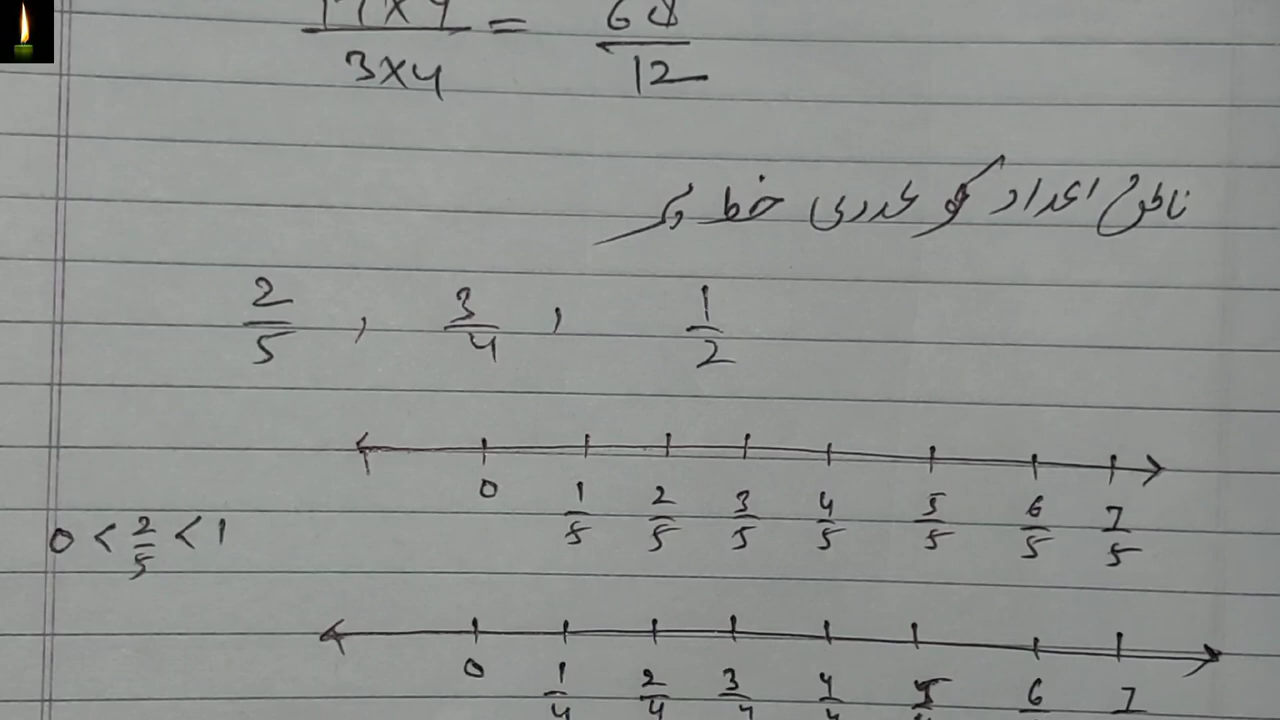 17×4/3×4 = 68/12
ناطق اعداد کو عددی خط پر
2/5 , 3/4 , 1/2
0 1/5 2/5 3/5 4/5 5/5 6/5 7/5
0 < 2/5 < 1
0 1/4 2/4 3/4 4/4 5/4 6 7